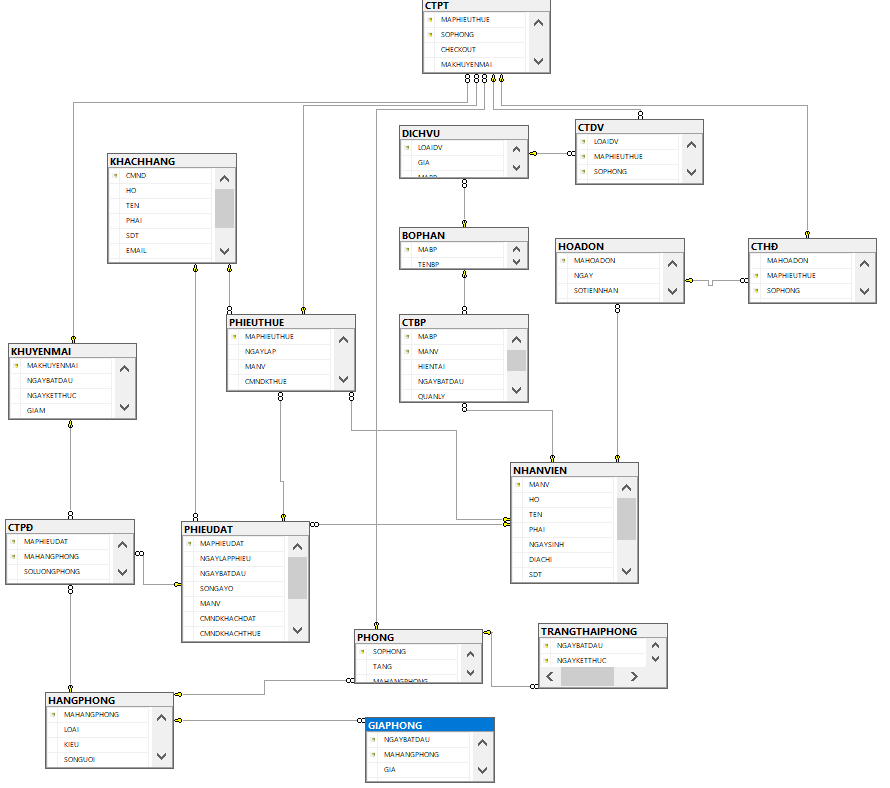 CTPT
MAPHIEUTHUE
SOPHONG
CHECKOUT
MAKHUYENMAI
DICHVU
LOAIDV
GIA
MABP
CTDV
LOAIDV
MAPHIEUTHUE
SOPHONG
KHACHHANG
CMND
HO
TEN
PHAI
SDT
EMAIL
BOPHAN
MABP
TENBP
HOADON
MAHOADON
NGAY
SOTIENNHAN
CTHĐ
MAHOADON
MAPHIEUTHUE
SOPHONG
PHIEUTHUE
MAPHIEUTHUE
NGAYLAP
MANV
CMNDKTHUE
CTBP
MABP
MANV
HIENTAI
NGAYBATDAU
QUANLY
KHUYENMAI
MAKHUYENMAI
NGAYBATDAU
NGAYKETTHUC
GIAM
NHANVIEN
MANV
HO
TEN
PHAI
NGAYSINH
DIACHI
SDT
CTPĐ
MAPHIEUDAT
MAHANGPHONG
SOLUONGPHONG
PHIEUDAT
MAPHIEUDAT
NGAYLAPPHIEU
NGAYBATDAU
SONGAYO
MANV
CMNDKHACHDAT
CMNDKHACHTHUE
PHONG
SOPHONG
TANG
MAHANGPHONG
TRANGTHAIPHONG
NGAYBATDAU
NGAYKETTHUC
HANGPHONG
MAHANGPHONG
LOAI
KIEU
SONGUOI
GIAPHONG
NGAYBATDAU
MAHANGPHONG
GIA